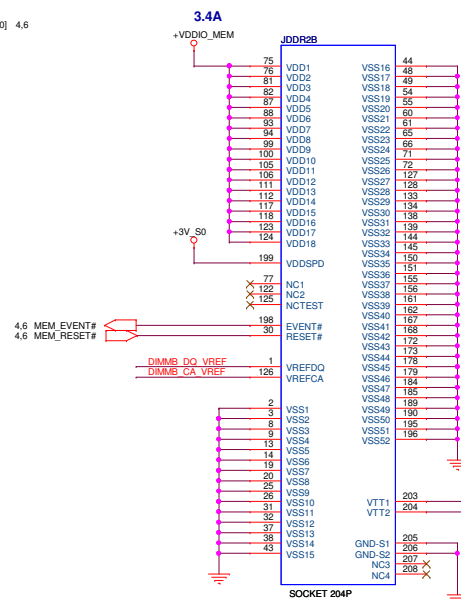 0] 4,6
3.4A
+VDDIO_MEM
JDDR2B
75 VDD1
76 VDD2
81 VDD3
82 VDD4
87 VDD5
88 VDD6
93 VDD7
94 VDD8
99 VDD9
100 VDD10
105 VDD11
106 VDD12
111 VDD13
112 VDD14
117 VDD15
118 VDD16
123 VDD17
124 VDD18
+3V_S0
199 VDDSPD
77 NC1
122 NC2
125 NCTEST
4,6 MEM_EVENT# 198 EVENT#
4,6 MEM_RESET# 30 RESET#
DIMMB_DQ_VREF 1 VREFDQ
DIMMB_CA_VREF 126 VREFCA
2 VSS1
3 VSS2
8 VSS3
9 VSS4
13 VSS5
14 VSS6
19 VSS7
20 VSS8
25 VSS9
26 VSS10
31 VSS11
32 VSS12
37 VSS13
38 VSS14
43 VSS15
VSS16 44
VSS17 48
VSS18 49
VSS19 54
VSS20 55
VSS21 60
VSS22 61
VSS23 65
VSS24 66
VSS25 71
VSS26 72
VSS27 127
VSS28 128
VSS29 133
VSS30 134
VSS31 138
VSS32 139
VSS33 144
VSS34 145
VSS35 150
VSS36 151
VSS37 155
VSS38 156
VSS39 161
VSS40 162
VSS41 167
VSS42 168
VSS43 172
VSS44 173
VSS45 178
VSS46 179
VSS47 184
VSS48 185
VSS49 189
VSS50 190
VSS51 195
VSS52 196
VTT1 203
VTT2 204
GND-S1 205
GND-S2 206
NC3 207
NC4 208
SOCKET 204P